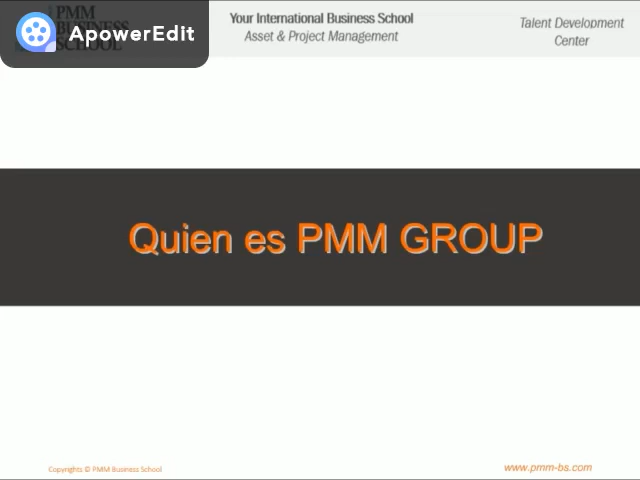 PMM
BUSINESS
SCHOOL
ApowerEdit
Your International Business School
Asset & Project Management
Talent Development
Center
Quien es PMM GROUP
Copyrights © PMM Business School
www.pmm-bs.com